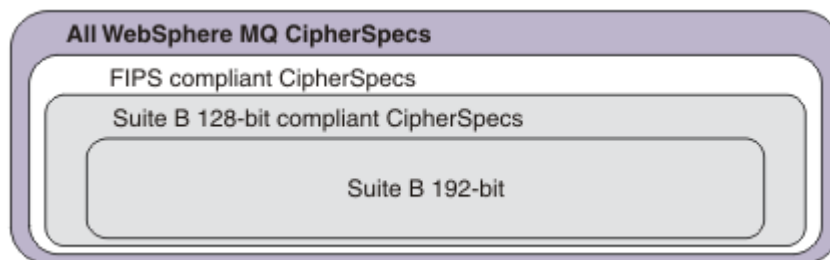 All WebSphere MQ CipherSpecs
FIPS compliant CipherSpecs
Suite B 128-bit compliant CipherSpecs
Suite B 192-bit